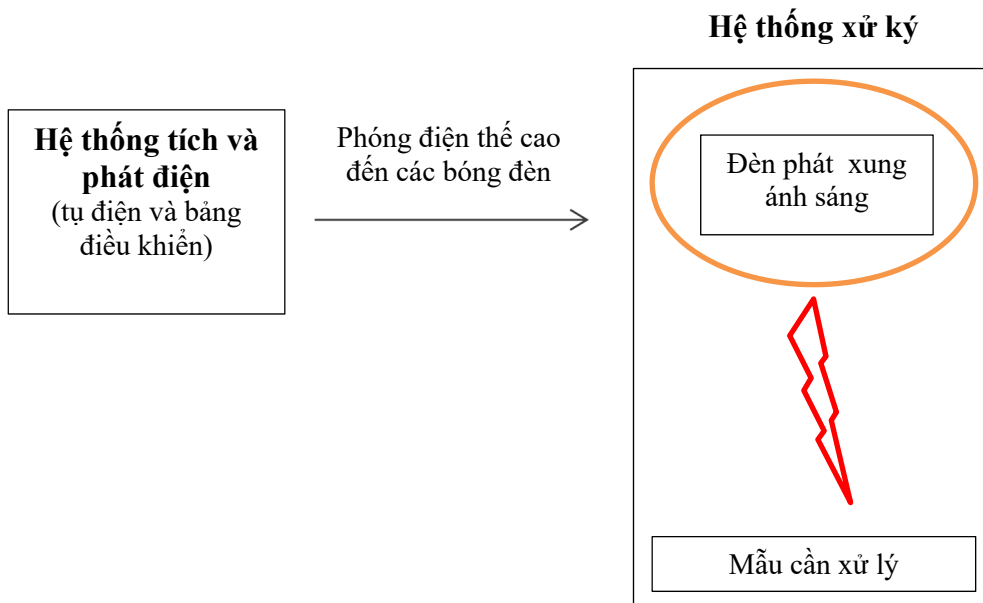 Hệ thống xử ký
Hệ thống tích và
phát điện
(tụ điện và bảng
điều khiển)
Phóng điện thế cao
đến các bóng đèn
Đèn phát xung
ánh sáng
Mẫu cần xử lý